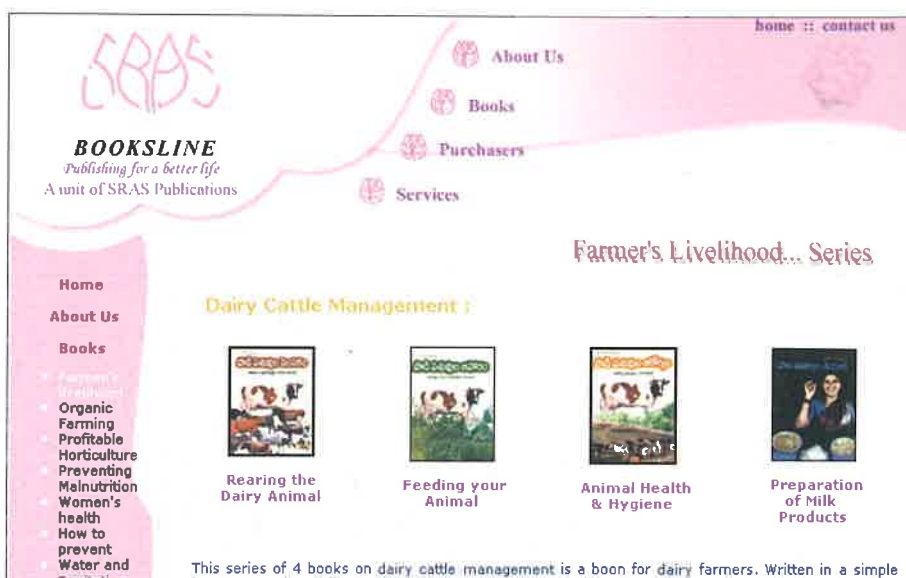 home :: contact us
SRAS
About Us
Books
Purchasers
Services
BOOKSLINE
Publishing for a better life
A unit of SRAS Publications
Farmer's Livelihood... Series
Home
About Us
Books
Farmer's
livelihood
Organic
Farming
Profitable
Horticulture
Preventing
Malnutrition
Women's
health
How to
prevent
Water and
Dairy Cattle Management :
Rearing the
Dairy Animal
Feeding your
Animal
Animal Health
& Hygiene
Preparation
of Milk
Products
This series of 4 books on dairy cattle management is a boon for dairy farmers. Written in a simple